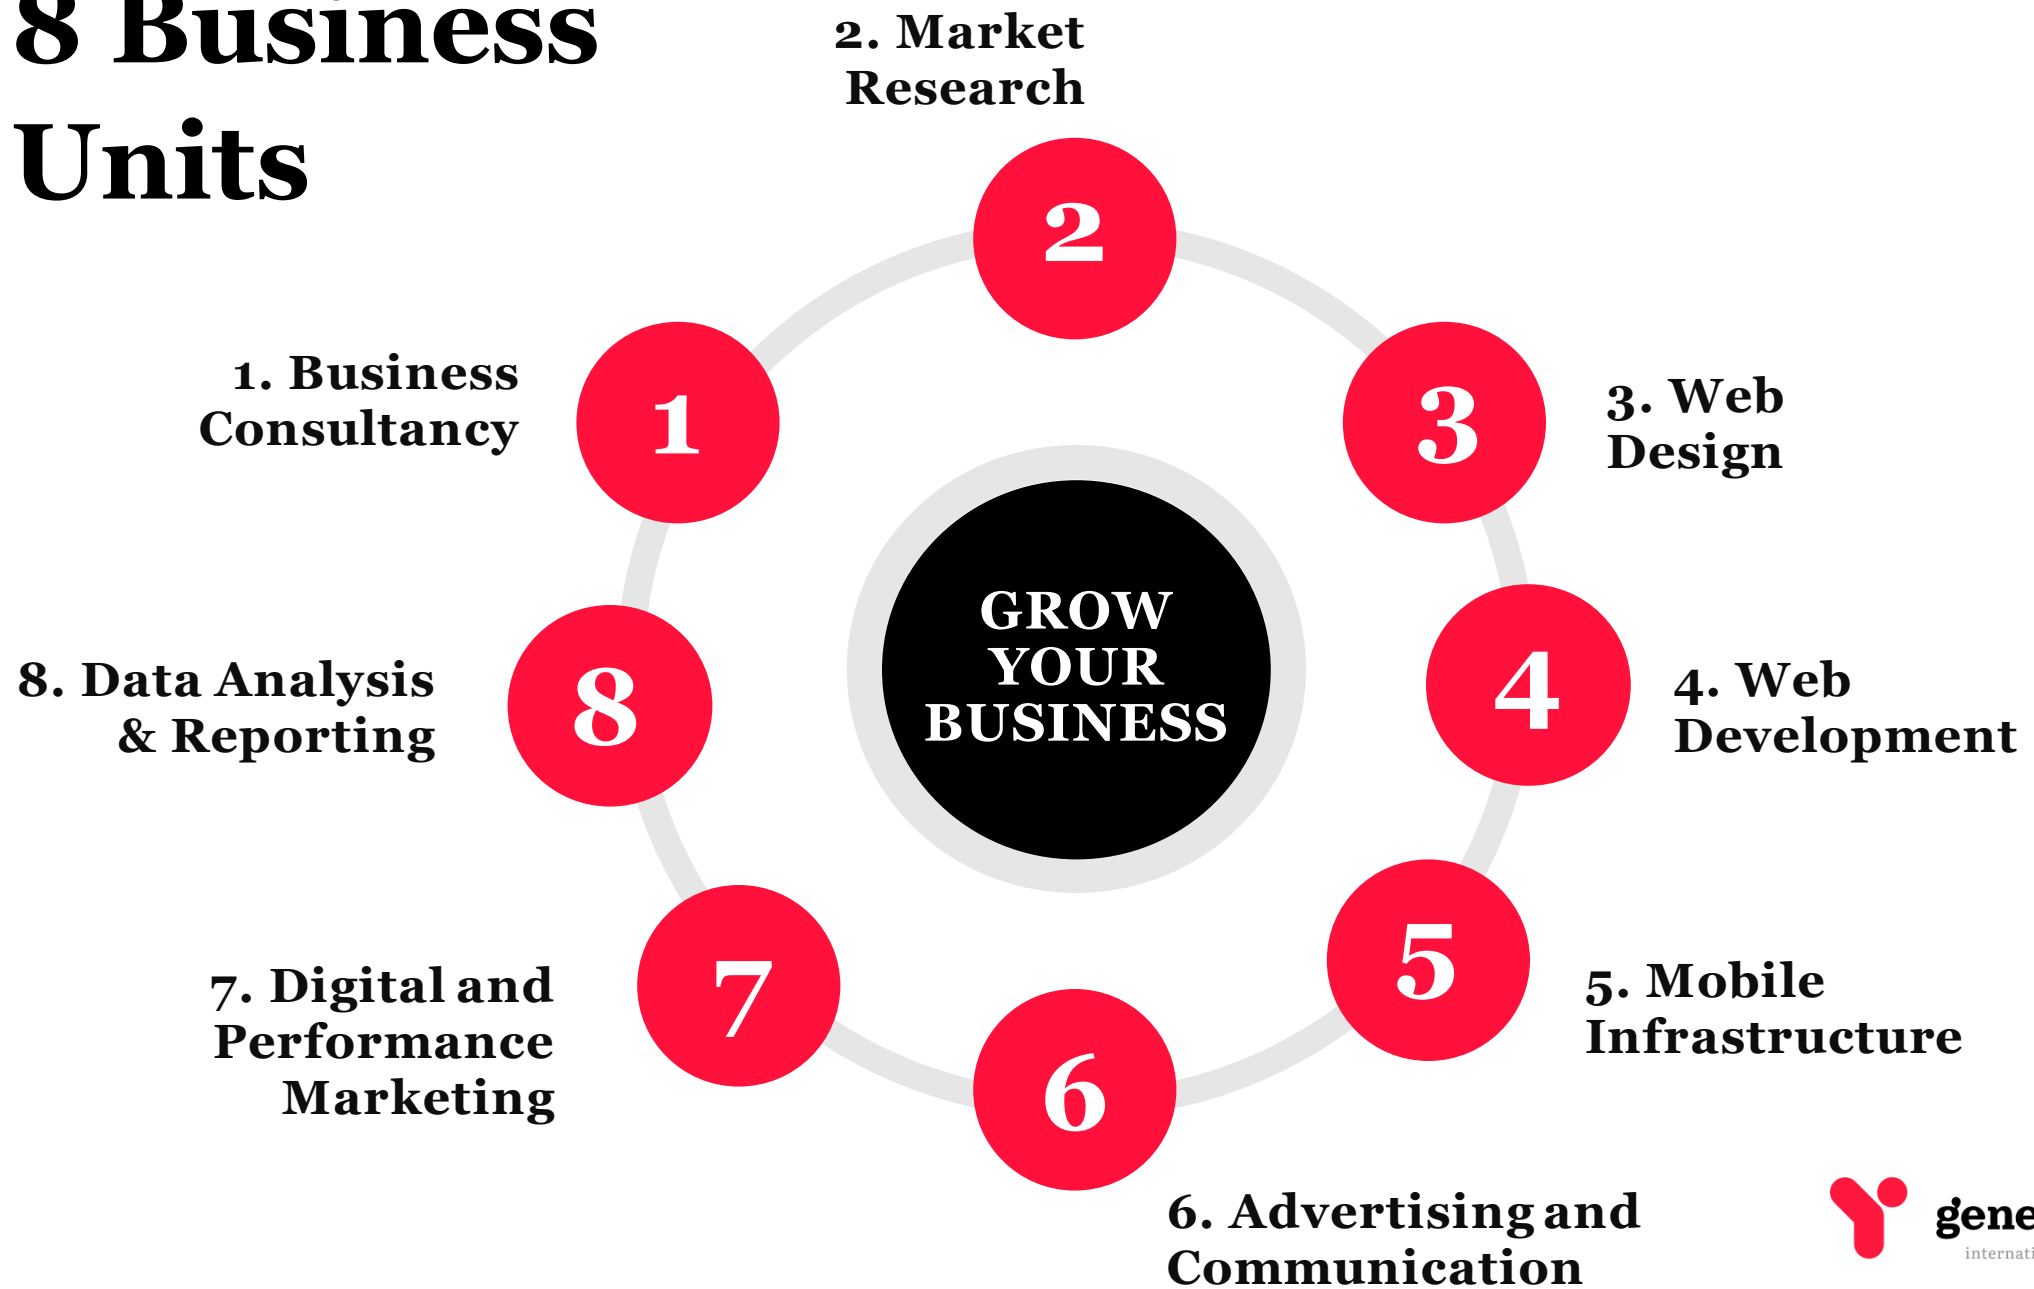 8 Business
Units
2. Market
Research
2
1. Business
Consultancy
1
3
3. Web
Design
GROW
YOUR
BUSINESS
8. Data Analysis
& Reporting
8
4
4. Web
Development
7. Digital and
Performance
Marketing
7
5
5. Mobile
Infrastructure
6
6. Advertising and
Communication